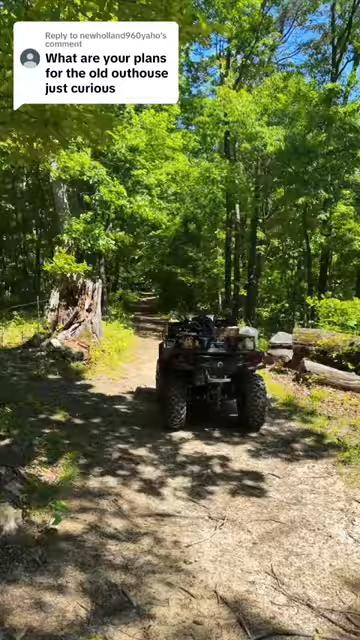 Reply to newholland960yaho's
comment
What are your plans
for the old outhouse
just curious